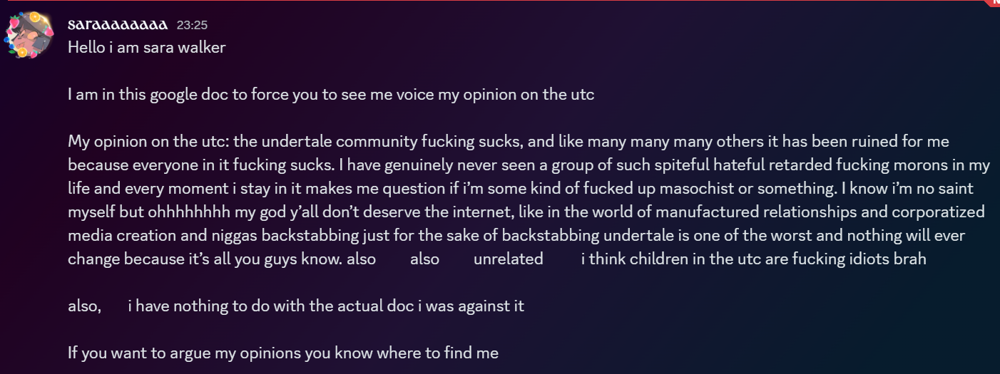 saraaaaaaaa 23:25
Hello i am sara walker
I am in this google doc to force you to see me voice my opinion on the utc
My opinion on the utc: the undertale community fucking sucks, and like many many many others it has been ruined for me
because everyone in it fucking sucks. I have genuinely never seen a group of such spiteful hateful retarded fucking morons in my
life and every moment i stay in it makes me question if i’m some kind of fucked up masochist or something. I know i’m no saint
myself but ohhhhhhhh my god y’all don’t deserve the internet, like in the world of manufactured relationships and corporatized
media creation and niggas backstabbing just for the sake of backstabbing undertale is one of the worst and nothing will ever
change because it’s all you guys know. also also unrelated i think children in the utc are fucking idiots brah
also, i have nothing to do with the actual doc i was against it
If you want to argue my opinions you know where to find me